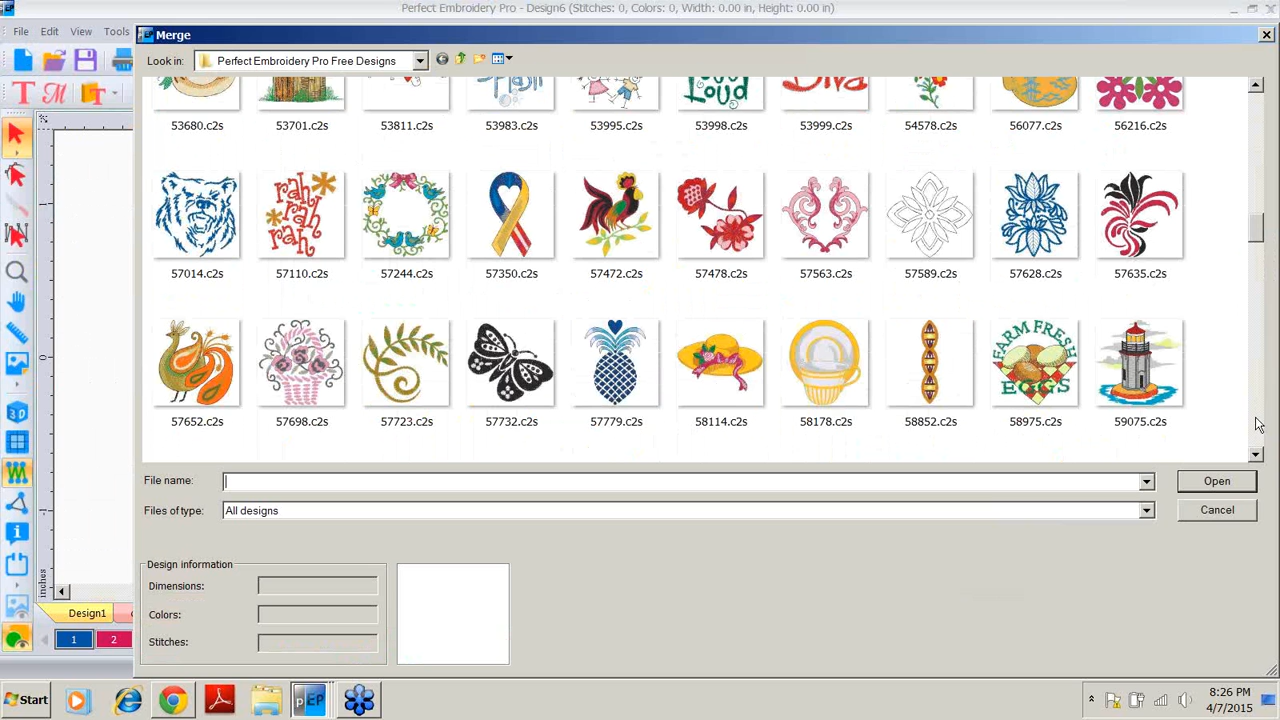 Perfect Embroidery Pro - Design6 (Stitches: 0, Colors: 0, Width: 0.00 in, Height: 0.00 in)
File Edit View Tools
Merge
Look in: Perfect Embroidery Pro Free Designs
Splash Loud Diva
53680.c2s 53701.c2s 53811.c2s 53983.c2s 53995.c2s 53998.c2s 53999.c2s 54578.c2s 56077.c2s 56216.c2s
rah rah rah
57014.c2s 57110.c2s 57244.c2s 57350.c2s 57472.c2s 57478.c2s 57563.c2s 57589.c2s 57628.c2s 57635.c2s
FARM FRESH EGGS
57652.c2s 57698.c2s 57723.c2s 57732.c2s 57779.c2s 58114.c2s 58178.c2s 58852.c2s 58975.c2s 59075.c2s
File name: Open
Files of type: All designs Cancel
Design information
Dimensions:
Colors:
Stitches:
inches
Design1
1 2
3D
Start
pEP
8:26 PM
4/7/2015